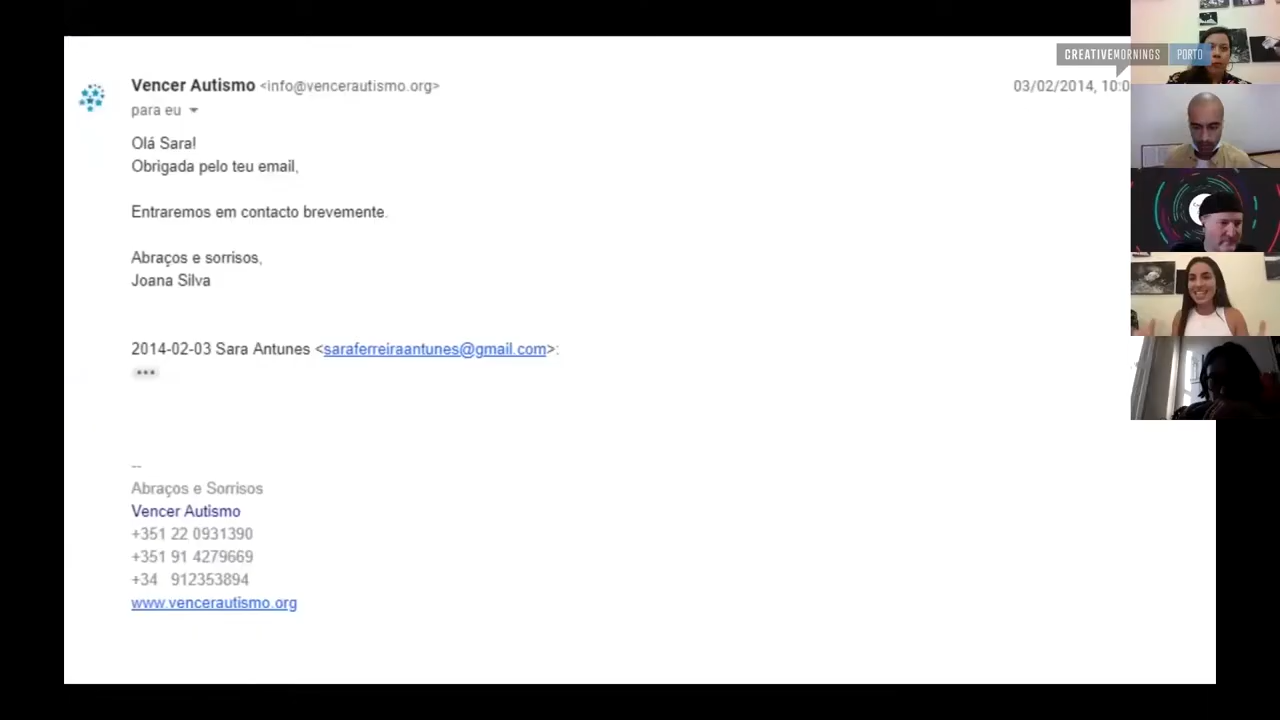 CREATIVEMORNINGS PORTO
Vencer Autismo <info@vencerautismo.org>
03/02/2014, 10:0
para eu
Olá Sara!
Obrigada pelo teu email,
Entraremos em contacto brevemente.
Abraços e sorrisos,
Joana Silva
2014-02-03 Sara Antunes <saraferreiraantunes@gmail.com>:
•••
--
Abraços e Sorrisos
Vencer Autismo
+351 22 0931390
+351 91 4279669
+34 912353894
www.vencerautismo.org